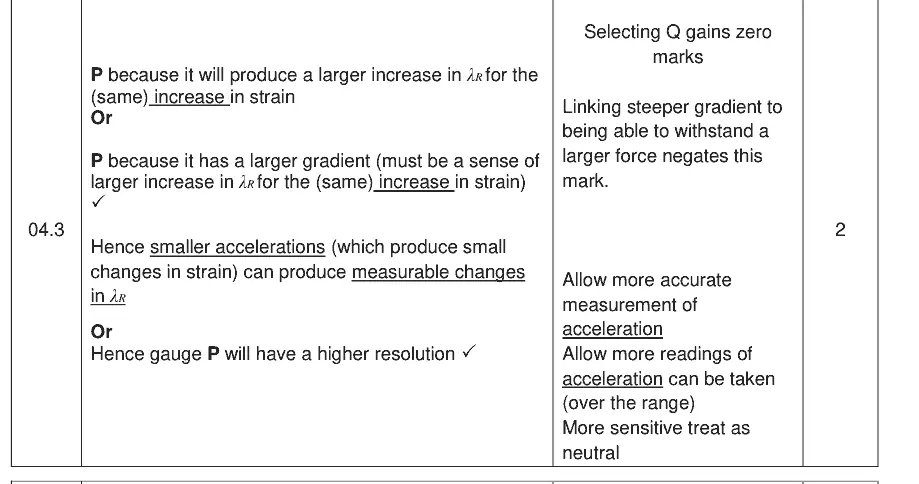 04.3
P because it will produce a larger increase in λR for the
(same) increase in strain
Or
P because it has a larger gradient (must be a sense of
larger increase in λR for the (same) increase in strain)
✓
Hence smaller accelerations (which produce small
changes in strain) can produce measurable changes
in λR
Or
Hence gauge P will have a higher resolution ✓
Selecting Q gains zero
marks
Linking steeper gradient to
being able to withstand a
larger force negates this
mark.
Allow more accurate
measurement of
acceleration
Allow more readings of
acceleration can be taken
(over the range)
More sensitive treat as
neutral
2